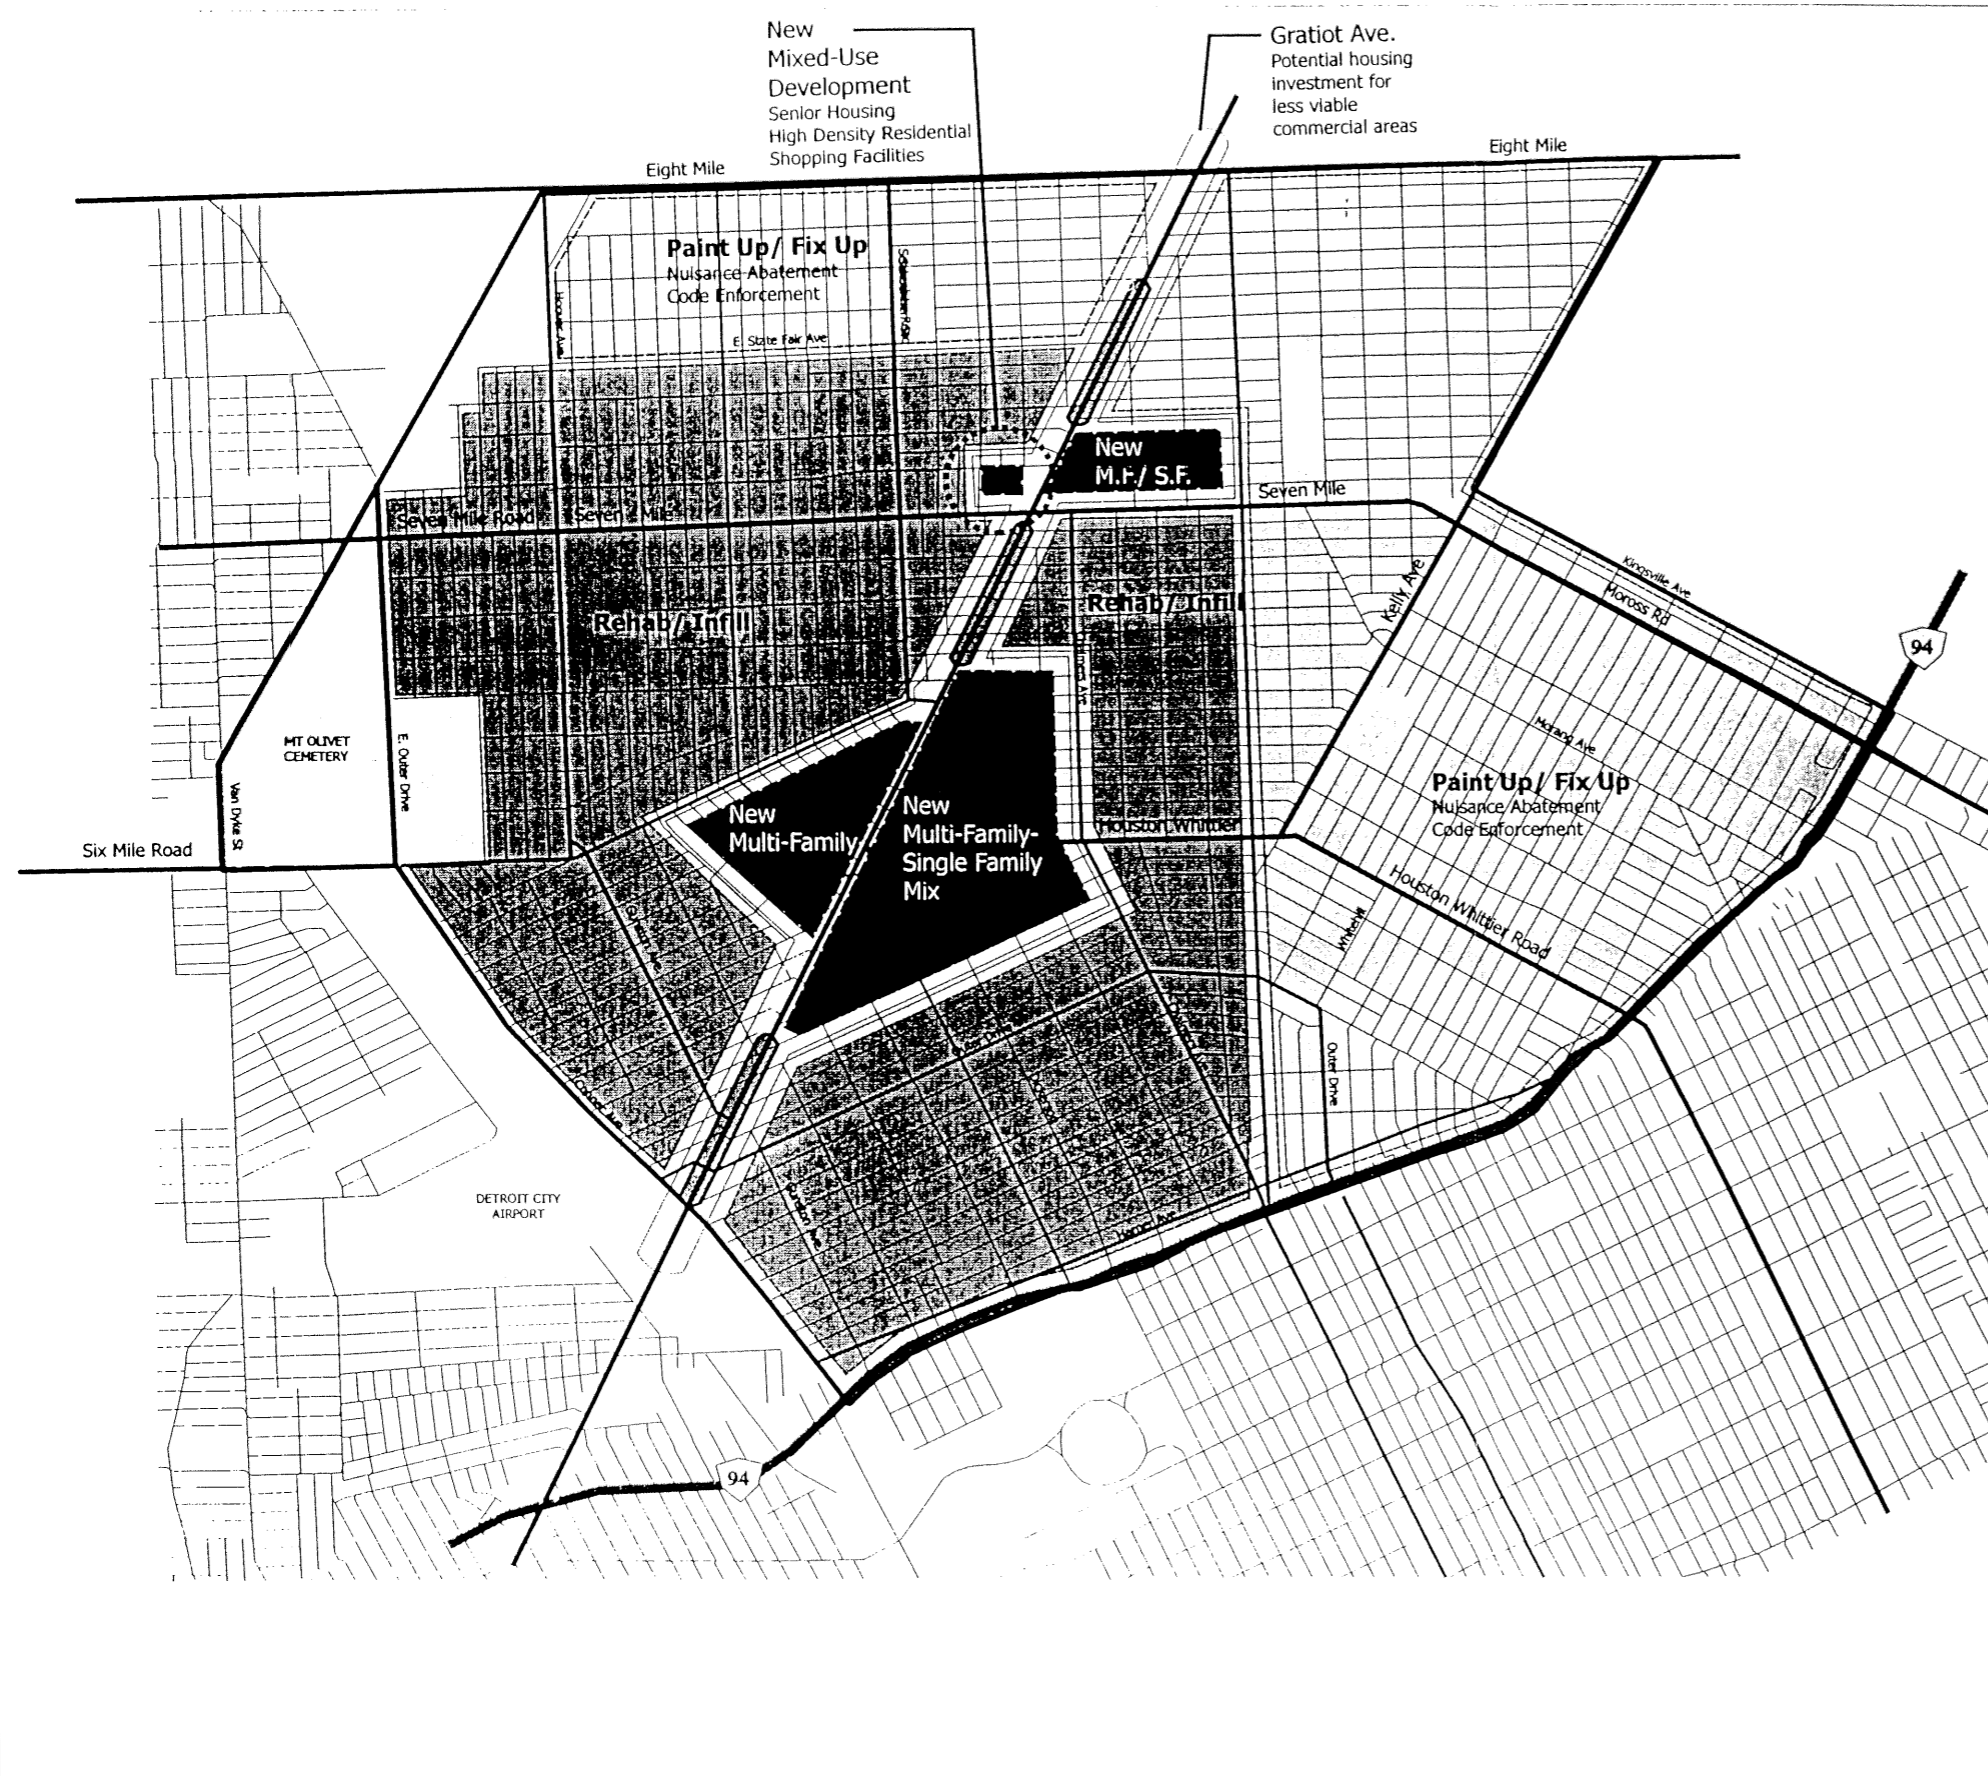 New
Mixed-Use
Development
Senior Housing
High Density Residential
Shopping Facilities
Gratiot Ave.
Potential housing
investment for
less viable
commercial areas
Eight Mile
Eight Mile
Paint Up/ Fix Up
Nuisance Abatement
Code Enforcement
E. State Fair Ave
New
M.F./ S.F.
Seven Mile Road
Seven Mile
Seven Mile
Kingsville Ave
Moross Rd
Kelly Ave
94
Rehab/ Infill
Rehab/ Infill
MT OLIVET
CEMETERY
E. Outer Drive
Van Dyke St
Morang Ave
Paint Up/ Fix Up
Nuisance Abatement
Code Enforcement
New
Multi-Family
New
Multi-Family-
Single Family
Mix
Houston Whittier
Six Mile Road
Houston Whittier Road
Whitehill
Outer Drive
DETROIT CITY
AIRPORT
94